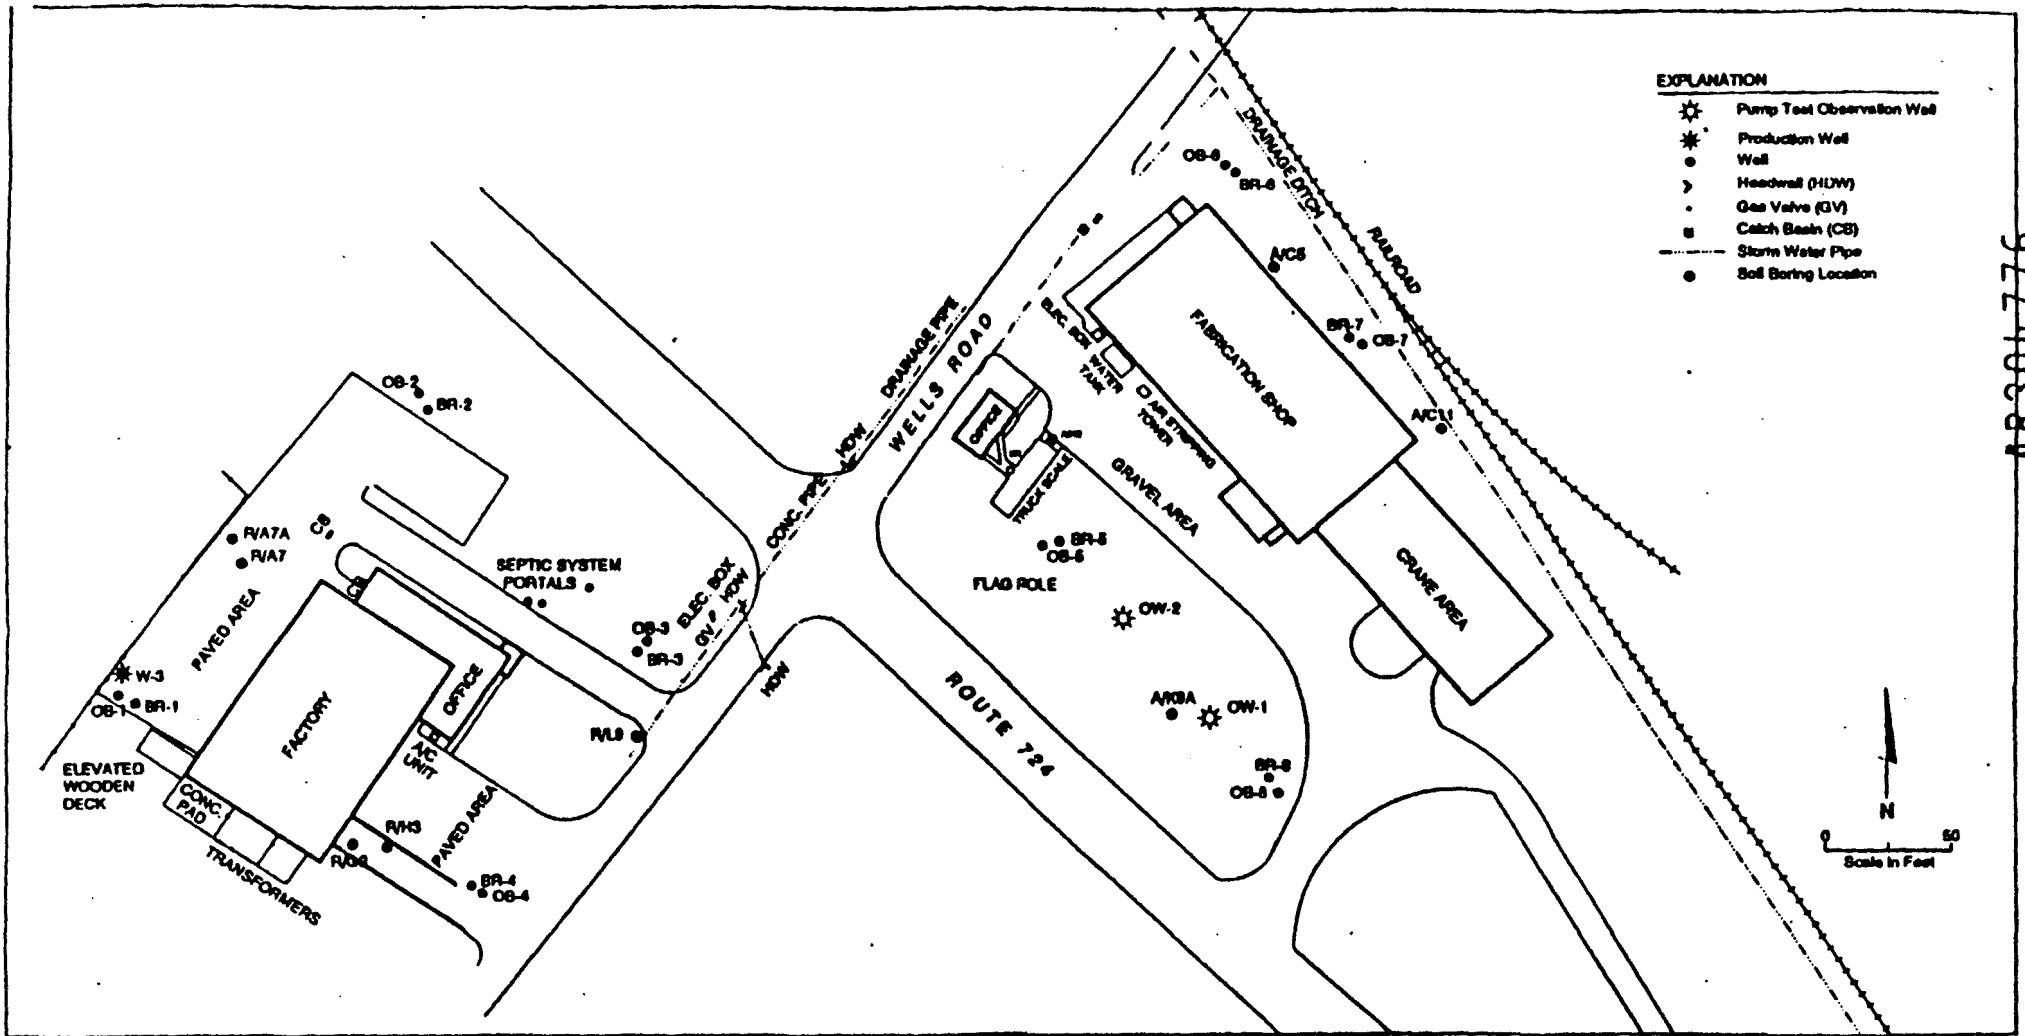 EXPLANATION
Pump Test Observation Well
Production Well
Well
Headwall (HDW)
Gas Valve (GV)
Catch Basin (CB)
Storm Water Pipe
Soil Boring Location
DRAINAGE DITCH
RAILROAD
OB-6
BR-6
A/C5
BR-7
OB-7
A/C11
FABRICATION SHOP
ELEC. BOX
WATER
TANK
AIR STRIPPING
TOWER
DRAINAGE PIPE
WELLS ROAD
HDW
CONC. PIPE
OFFICE
TRUCK SCALE
GRAVEL AREA
CRANE AREA
BR-5
OB-5
FLAG POLE
OW-2
A/K8A
OW-1
BR-8
OB-8
ROUTE 724
OB-2
BR-2
R/A7A
R/A7
CB
CB
PAVED AREA
SEPTIC SYSTEM
PORTALS
ELEC. BOX
GV
HDW
OB-3
BR-3
HDW
W-3
OB-1
BR-1
FACTORY
OFFICE
A/C
UNIT
R/L9
ELEVATED
WOODEN
DECK
CONC.
PAD
TRANSFORMERS
R/H3
PAVED AREA
BR-4
OB-4
N
0 50
Scale in Feet